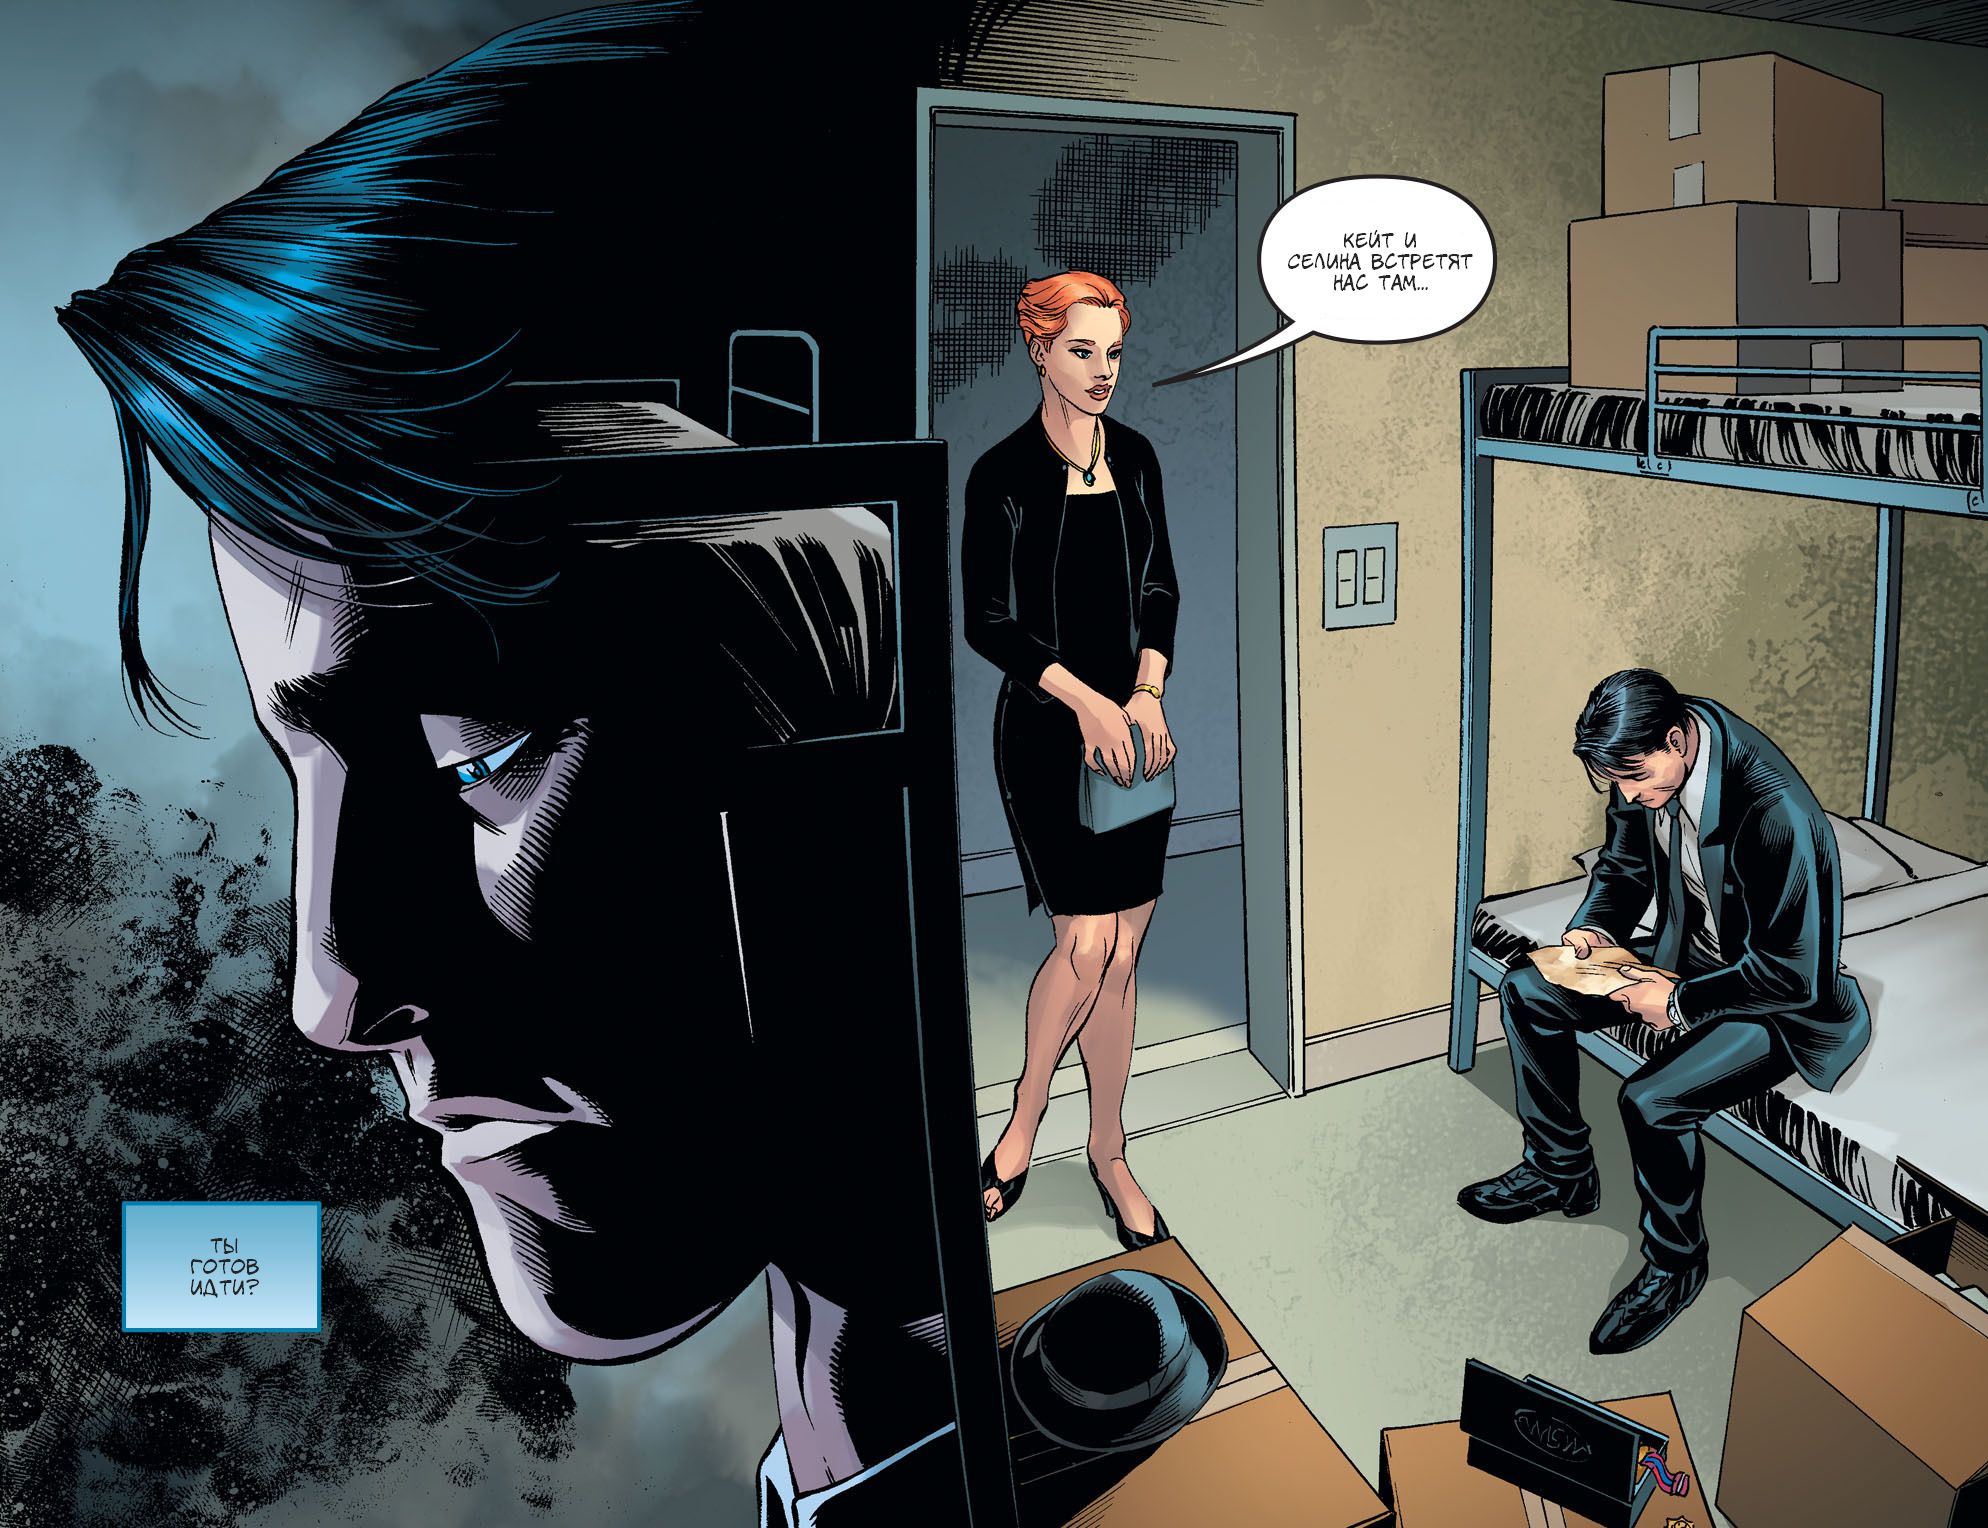 КЕЙТ И
СЕЛИНА ВСТРЕТЯТ
НАС ТАМ...
ТЫ
ГОТОВ
ИДТИ?